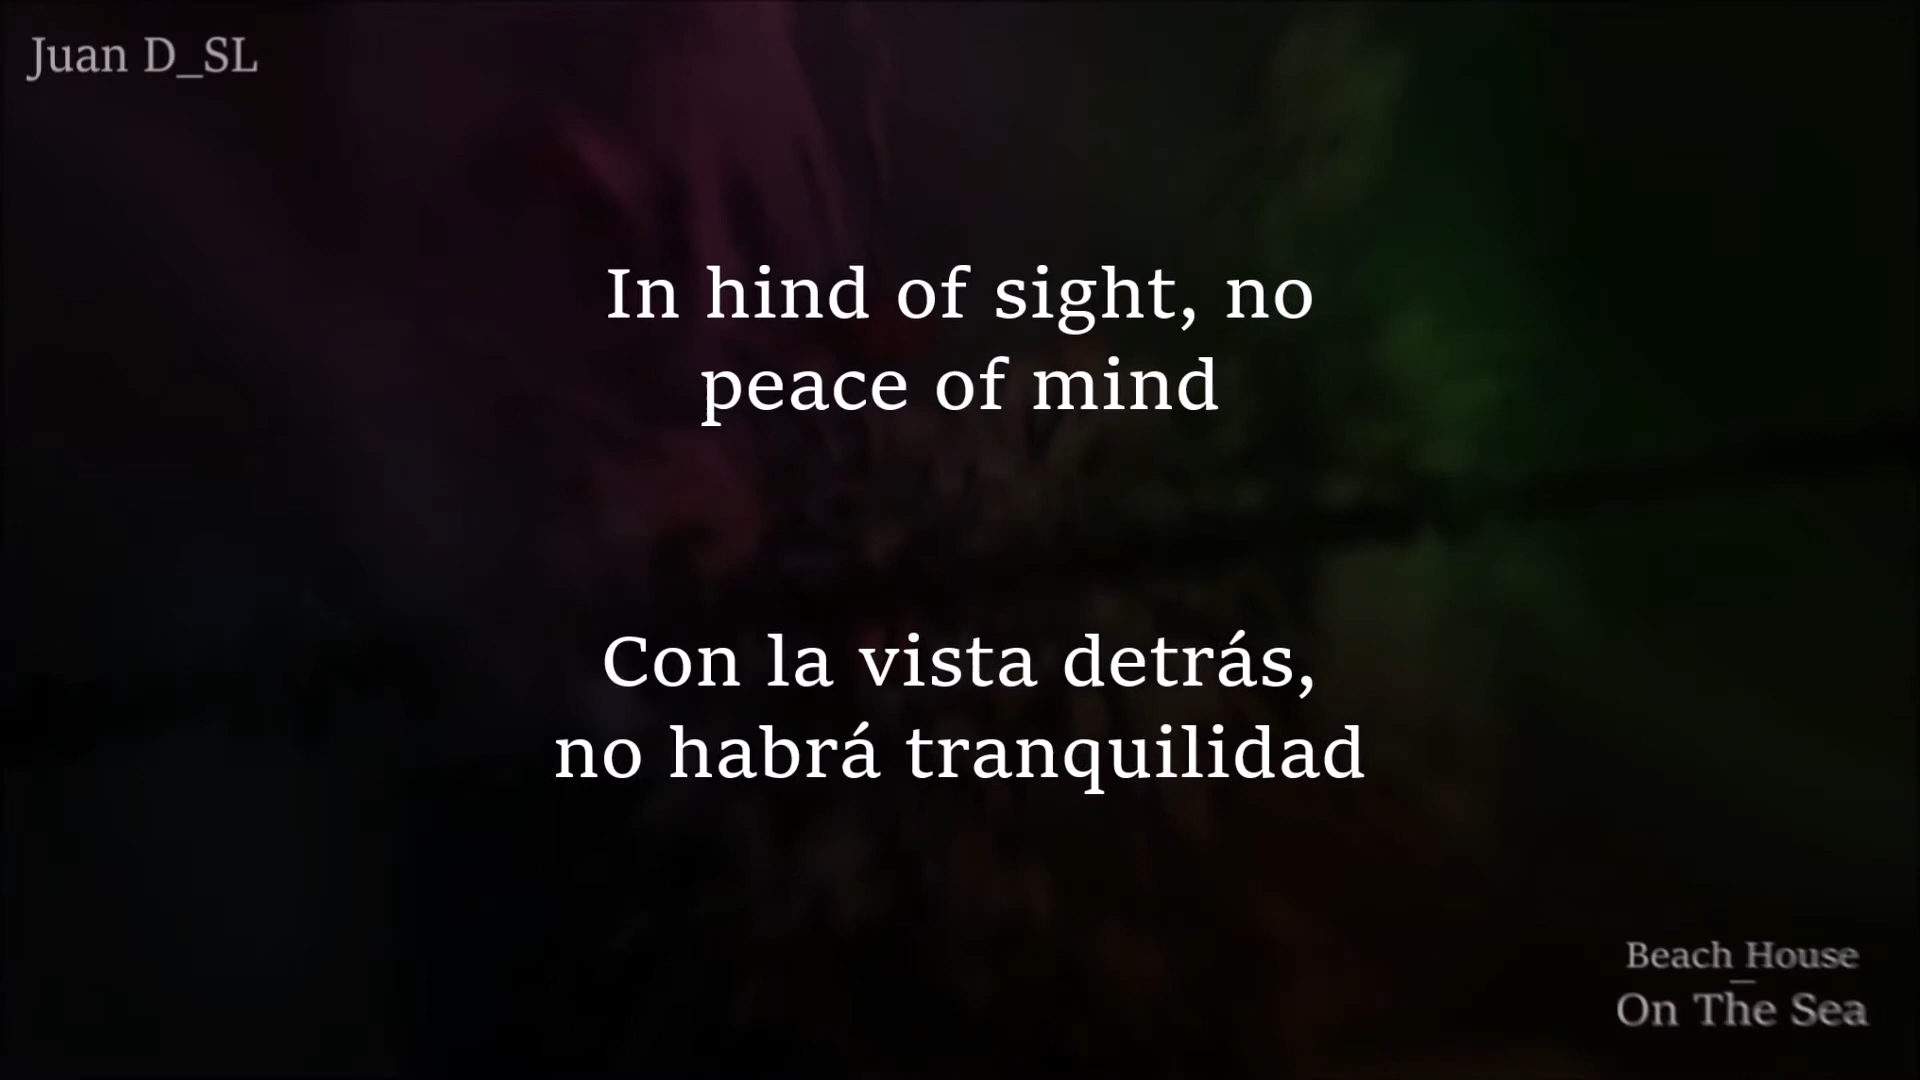 Juan D_SL
In hind of sight, no
peace of mind
Con la vista detrás,
no habrá tranquilidad
Beach House
–
On The Sea